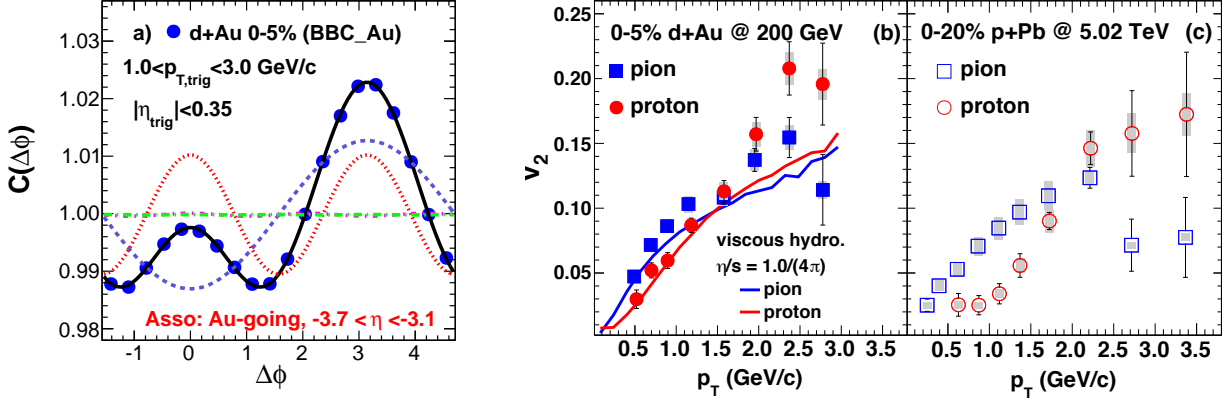 a) d+Au 0-5% (BBC_Au)
1.0<p_T,trig<3.0 GeV/c
|η_trig|<0.35
Asso: Au-going, -3.7 < η <-3.1
C(Δϕ)
1.03
1.02
1.01
1.00
0.99
0.98
-1 0 1 2 3 4
Δϕ
0-5% d+Au @ 200 GeV (b)
pion
proton
v_2
0.20
0.15
0.10
0.05
viscous hydro.
η/s = 1.0/(4π)
pion
proton
0.5 1.0 1.5 2.0 2.5 3.0 3.5
p_T (GeV/c)
0-20% p+Pb @ 5.02 TeV (c)
pion
proton
0.5 1.0 1.5 2.0 2.5 3.0 3.5
p_T (GeV/c)